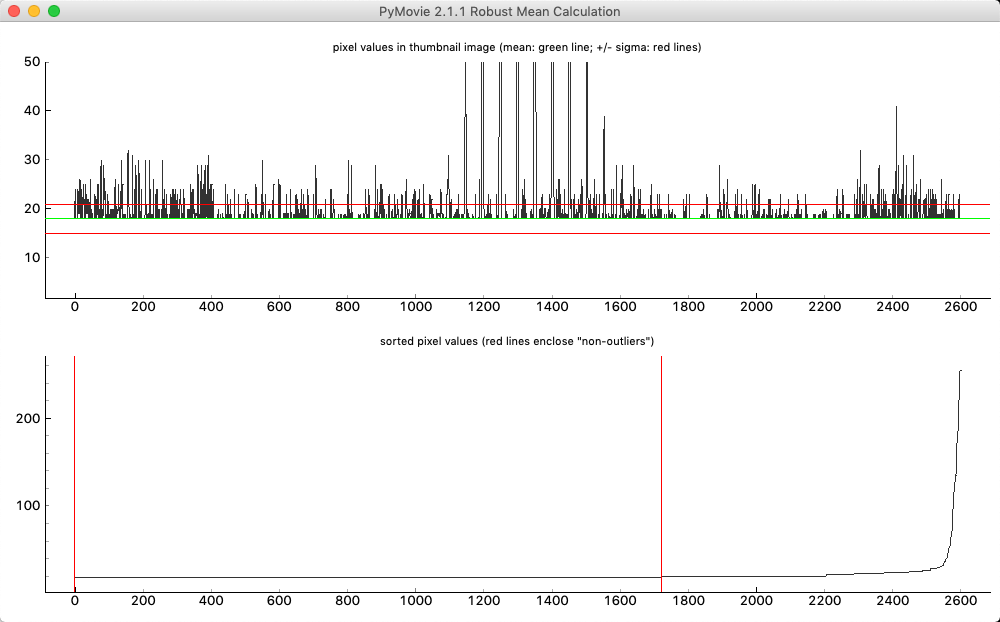 PyMovie 2.1.1 Robust Mean Calculation
pixel values in thumbnail image (mean: green line; +/- sigma: red lines)
50
40
30
20
10
0 200 400 600 800 1000 1200 1400 1600 1800 2000 2200 2400 2600
sorted pixel values (red lines enclose "non-outliers")
200
100
0 200 400 600 800 1000 1200 1400 1600 1800 2000 2200 2400 2600